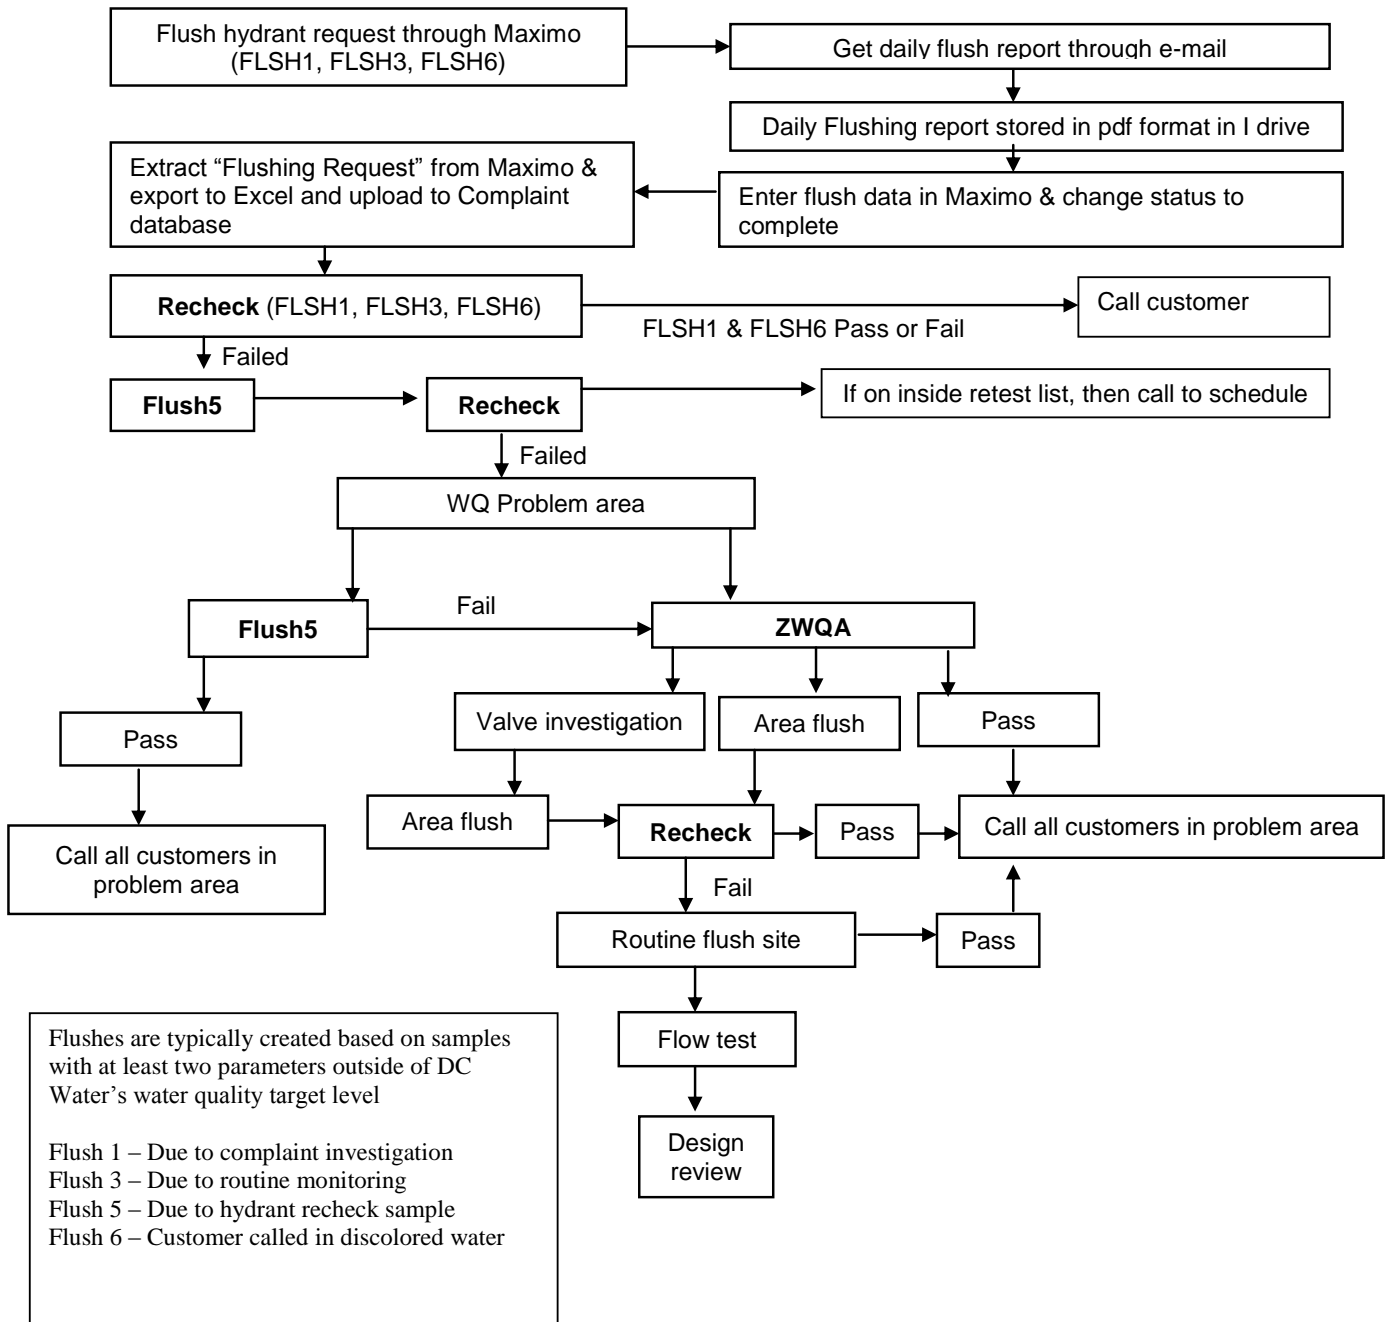 Flush hydrant request through Maximo
(FLSH1, FLSH3, FLSH6)
Get daily flush report through e-mail
Daily Flushing report stored in pdf format in I drive
Extract “Flushing Request” from Maximo &
export to Excel and upload to Complaint
database
Enter flush data in Maximo & change status to
complete
Recheck (FLSH1, FLSH3, FLSH6)
FLSH1 & FLSH6 Pass or Fail
Call customer
Failed
Flush5
Recheck
If on inside retest list, then call to schedule
Failed
WQ Problem area
Flush5
Fail
ZWQA
Pass
Valve investigation
Area flush
Pass
Call all customers in
problem area
Area flush
Recheck
Pass
Call all customers in problem area
Fail
Routine flush site
Pass
Flow test
Design
review
Flushes are typically created based on samples
with at least two parameters outside of DC
Water’s water quality target level
Flush 1 – Due to complaint investigation
Flush 3 – Due to routine monitoring
Flush 5 – Due to hydrant recheck sample
Flush 6 – Customer called in discolored water